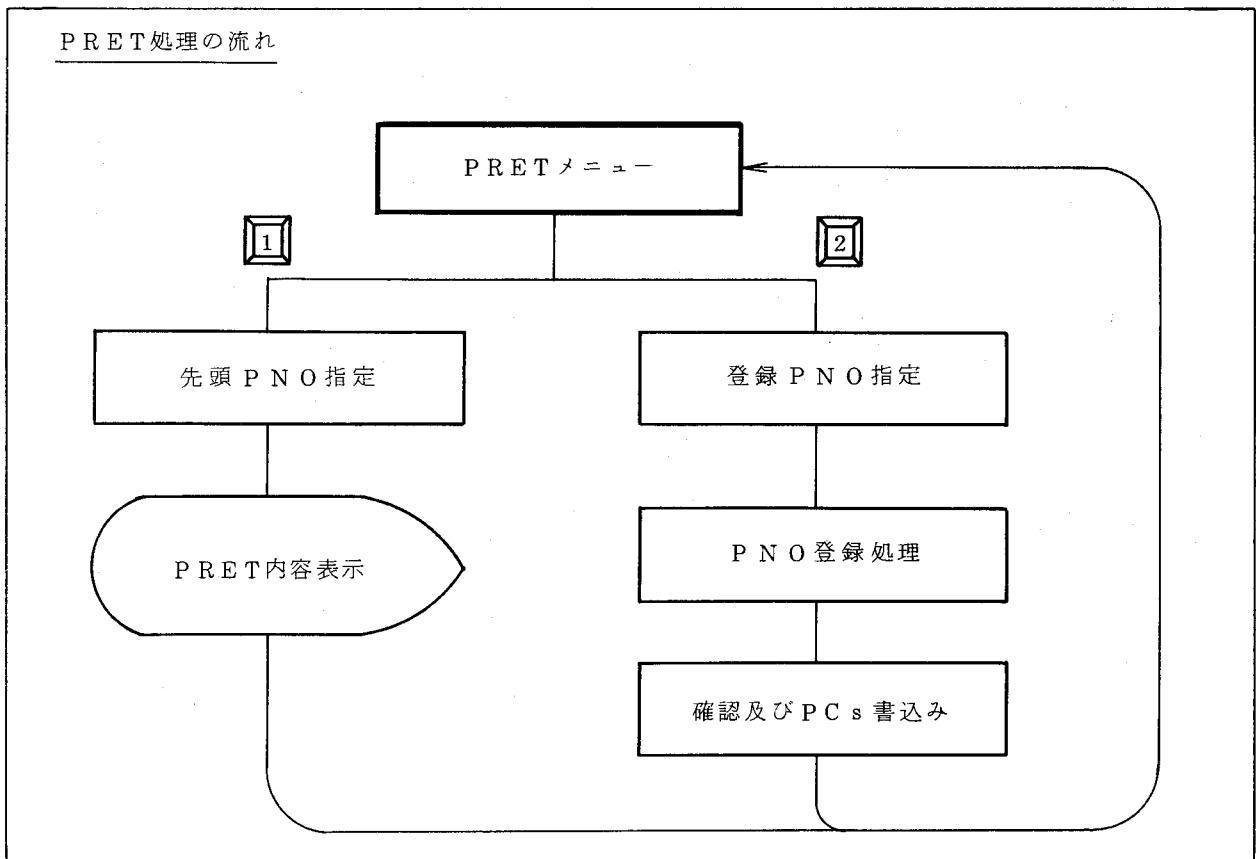 PRET処理の流れ
PRETメニュー
1
2
先頭PNO指定
登録PNO指定
PRET内容表示
PNO登録処理
確認及びPCs書込み